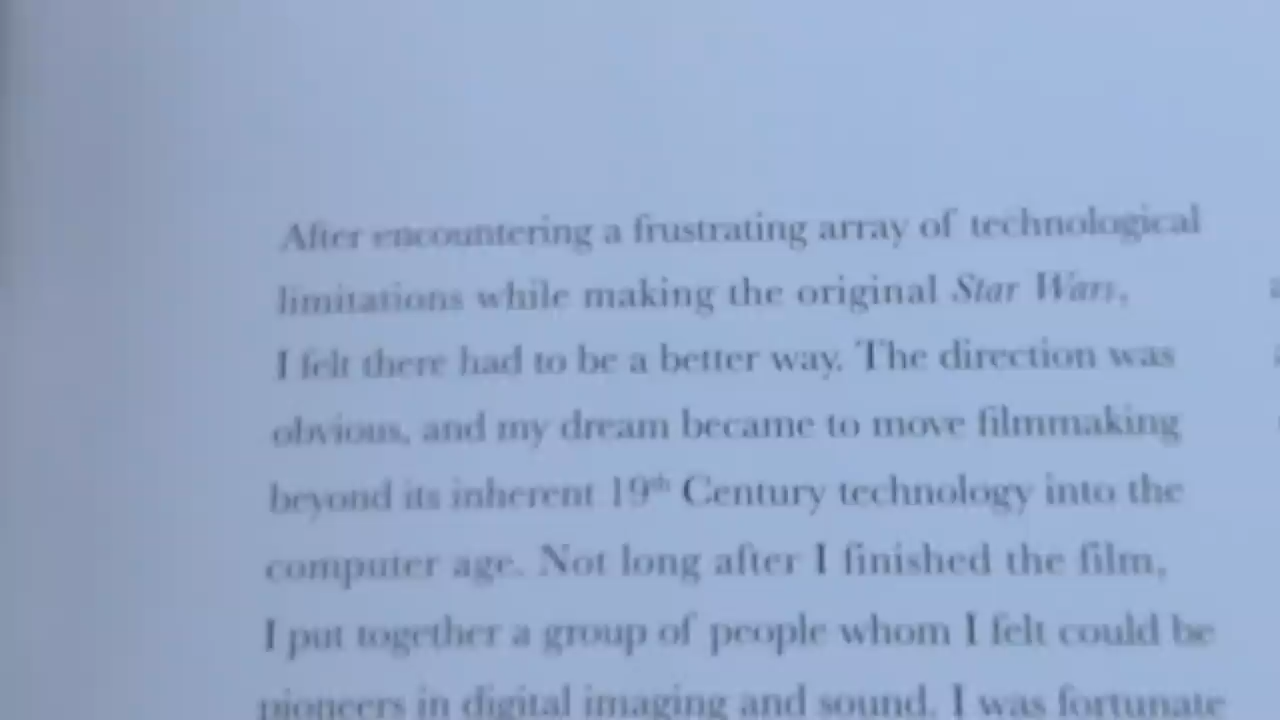 After encountering a frustrating array of technological
limitations while making the original Star Wars,
I felt there had to be a better way. The direction was
obvious, and my dream became to move filmmaking
beyond its inherent 19th Century technology into the
computer age. Not long after I finished the film,
I put together a group of people whom I felt could be
pioneers in digital imaging and sound. I was fortunate